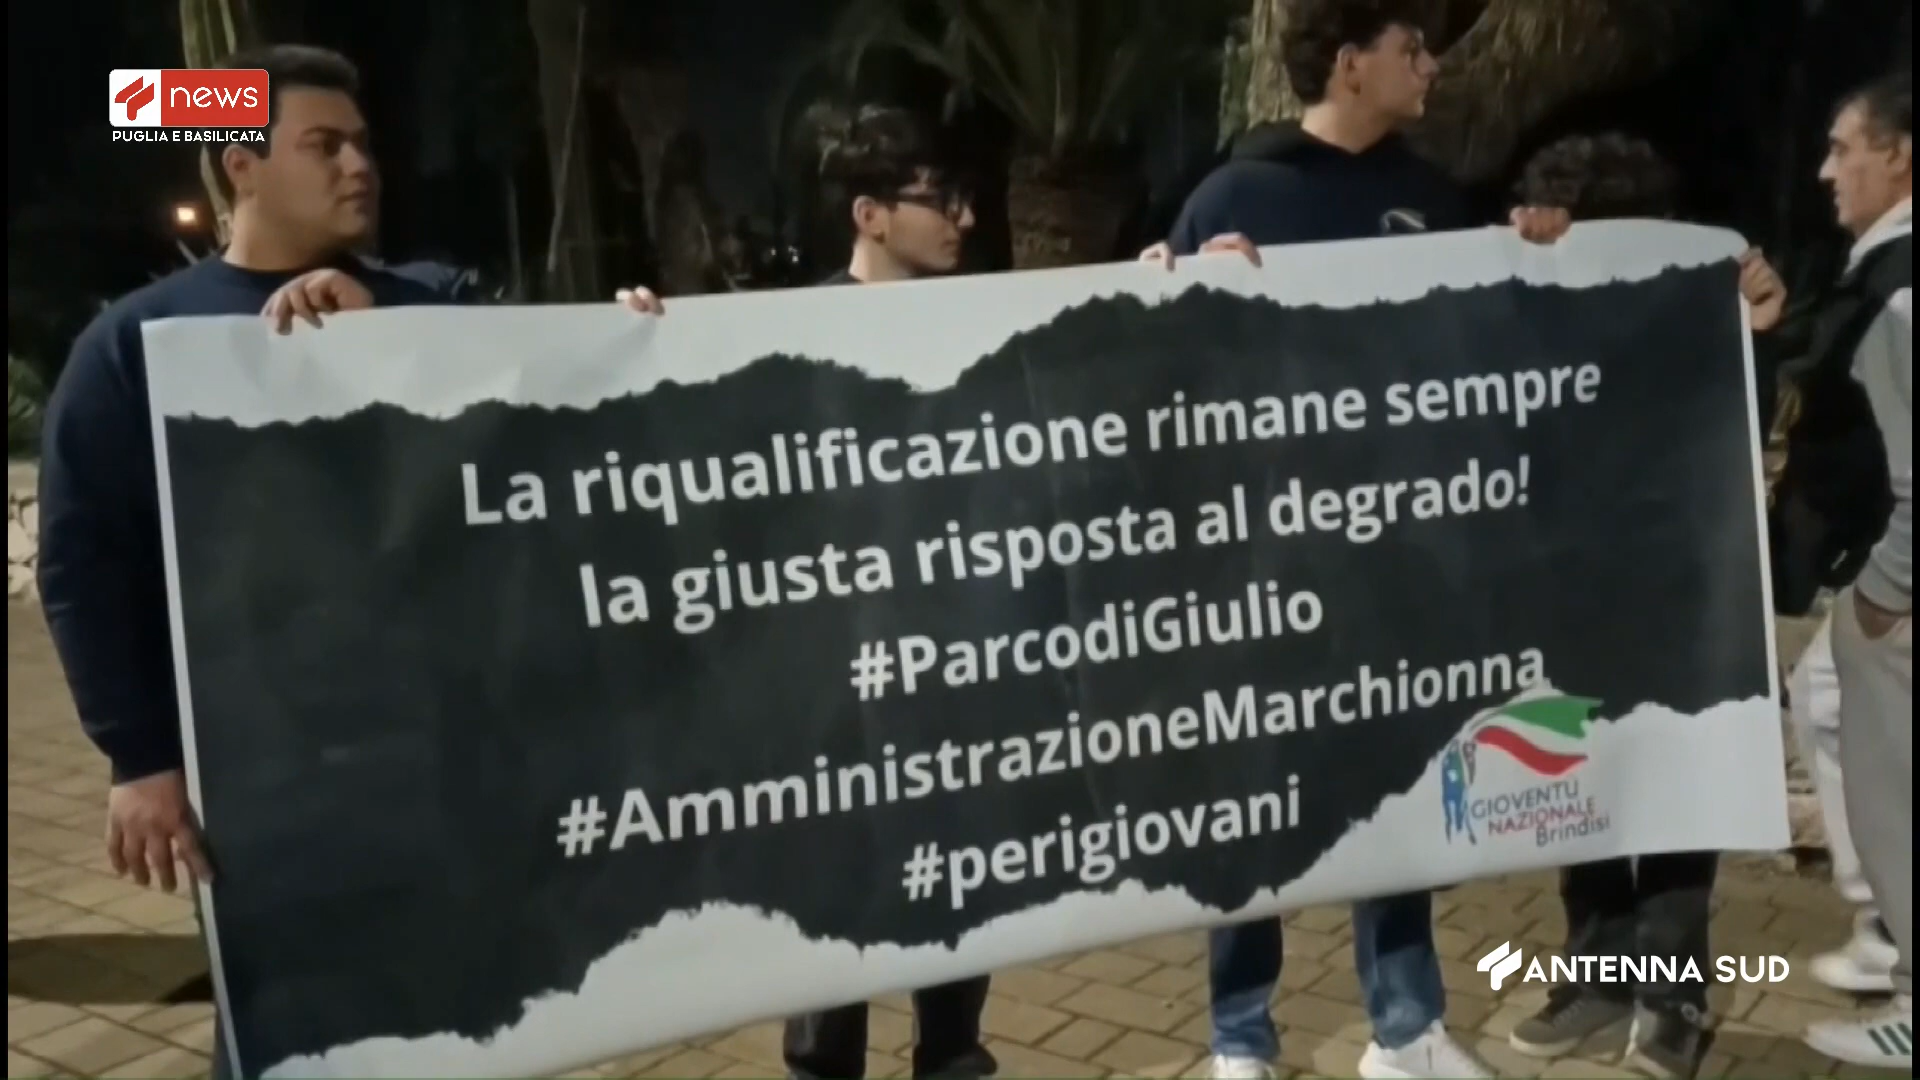 news
PUGLIA E BASILICATA
La riqualificazione rimane sempre
la giusta risposta al degrado!
#ParcodiGiulio
#AmministrazioneMarchionna
#perigiovani
GIOVENTU
NAZIONALE
Brindisi
ANTENNA SUD